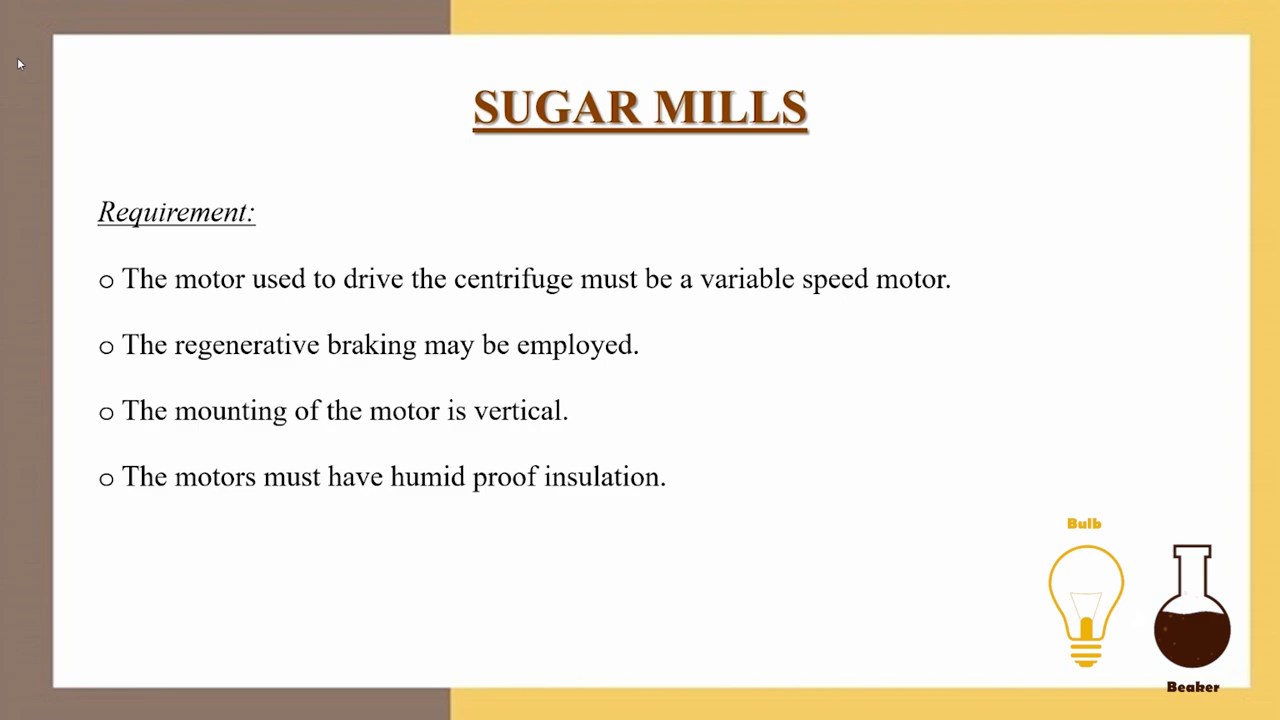 SUGAR MILLS
Requirement:
o The motor used to drive the centrifuge must be a variable speed motor.
o The regenerative braking may be employed.
o The mounting of the motor is vertical.
o The motors must have humid proof insulation.
Bulb
Beaker